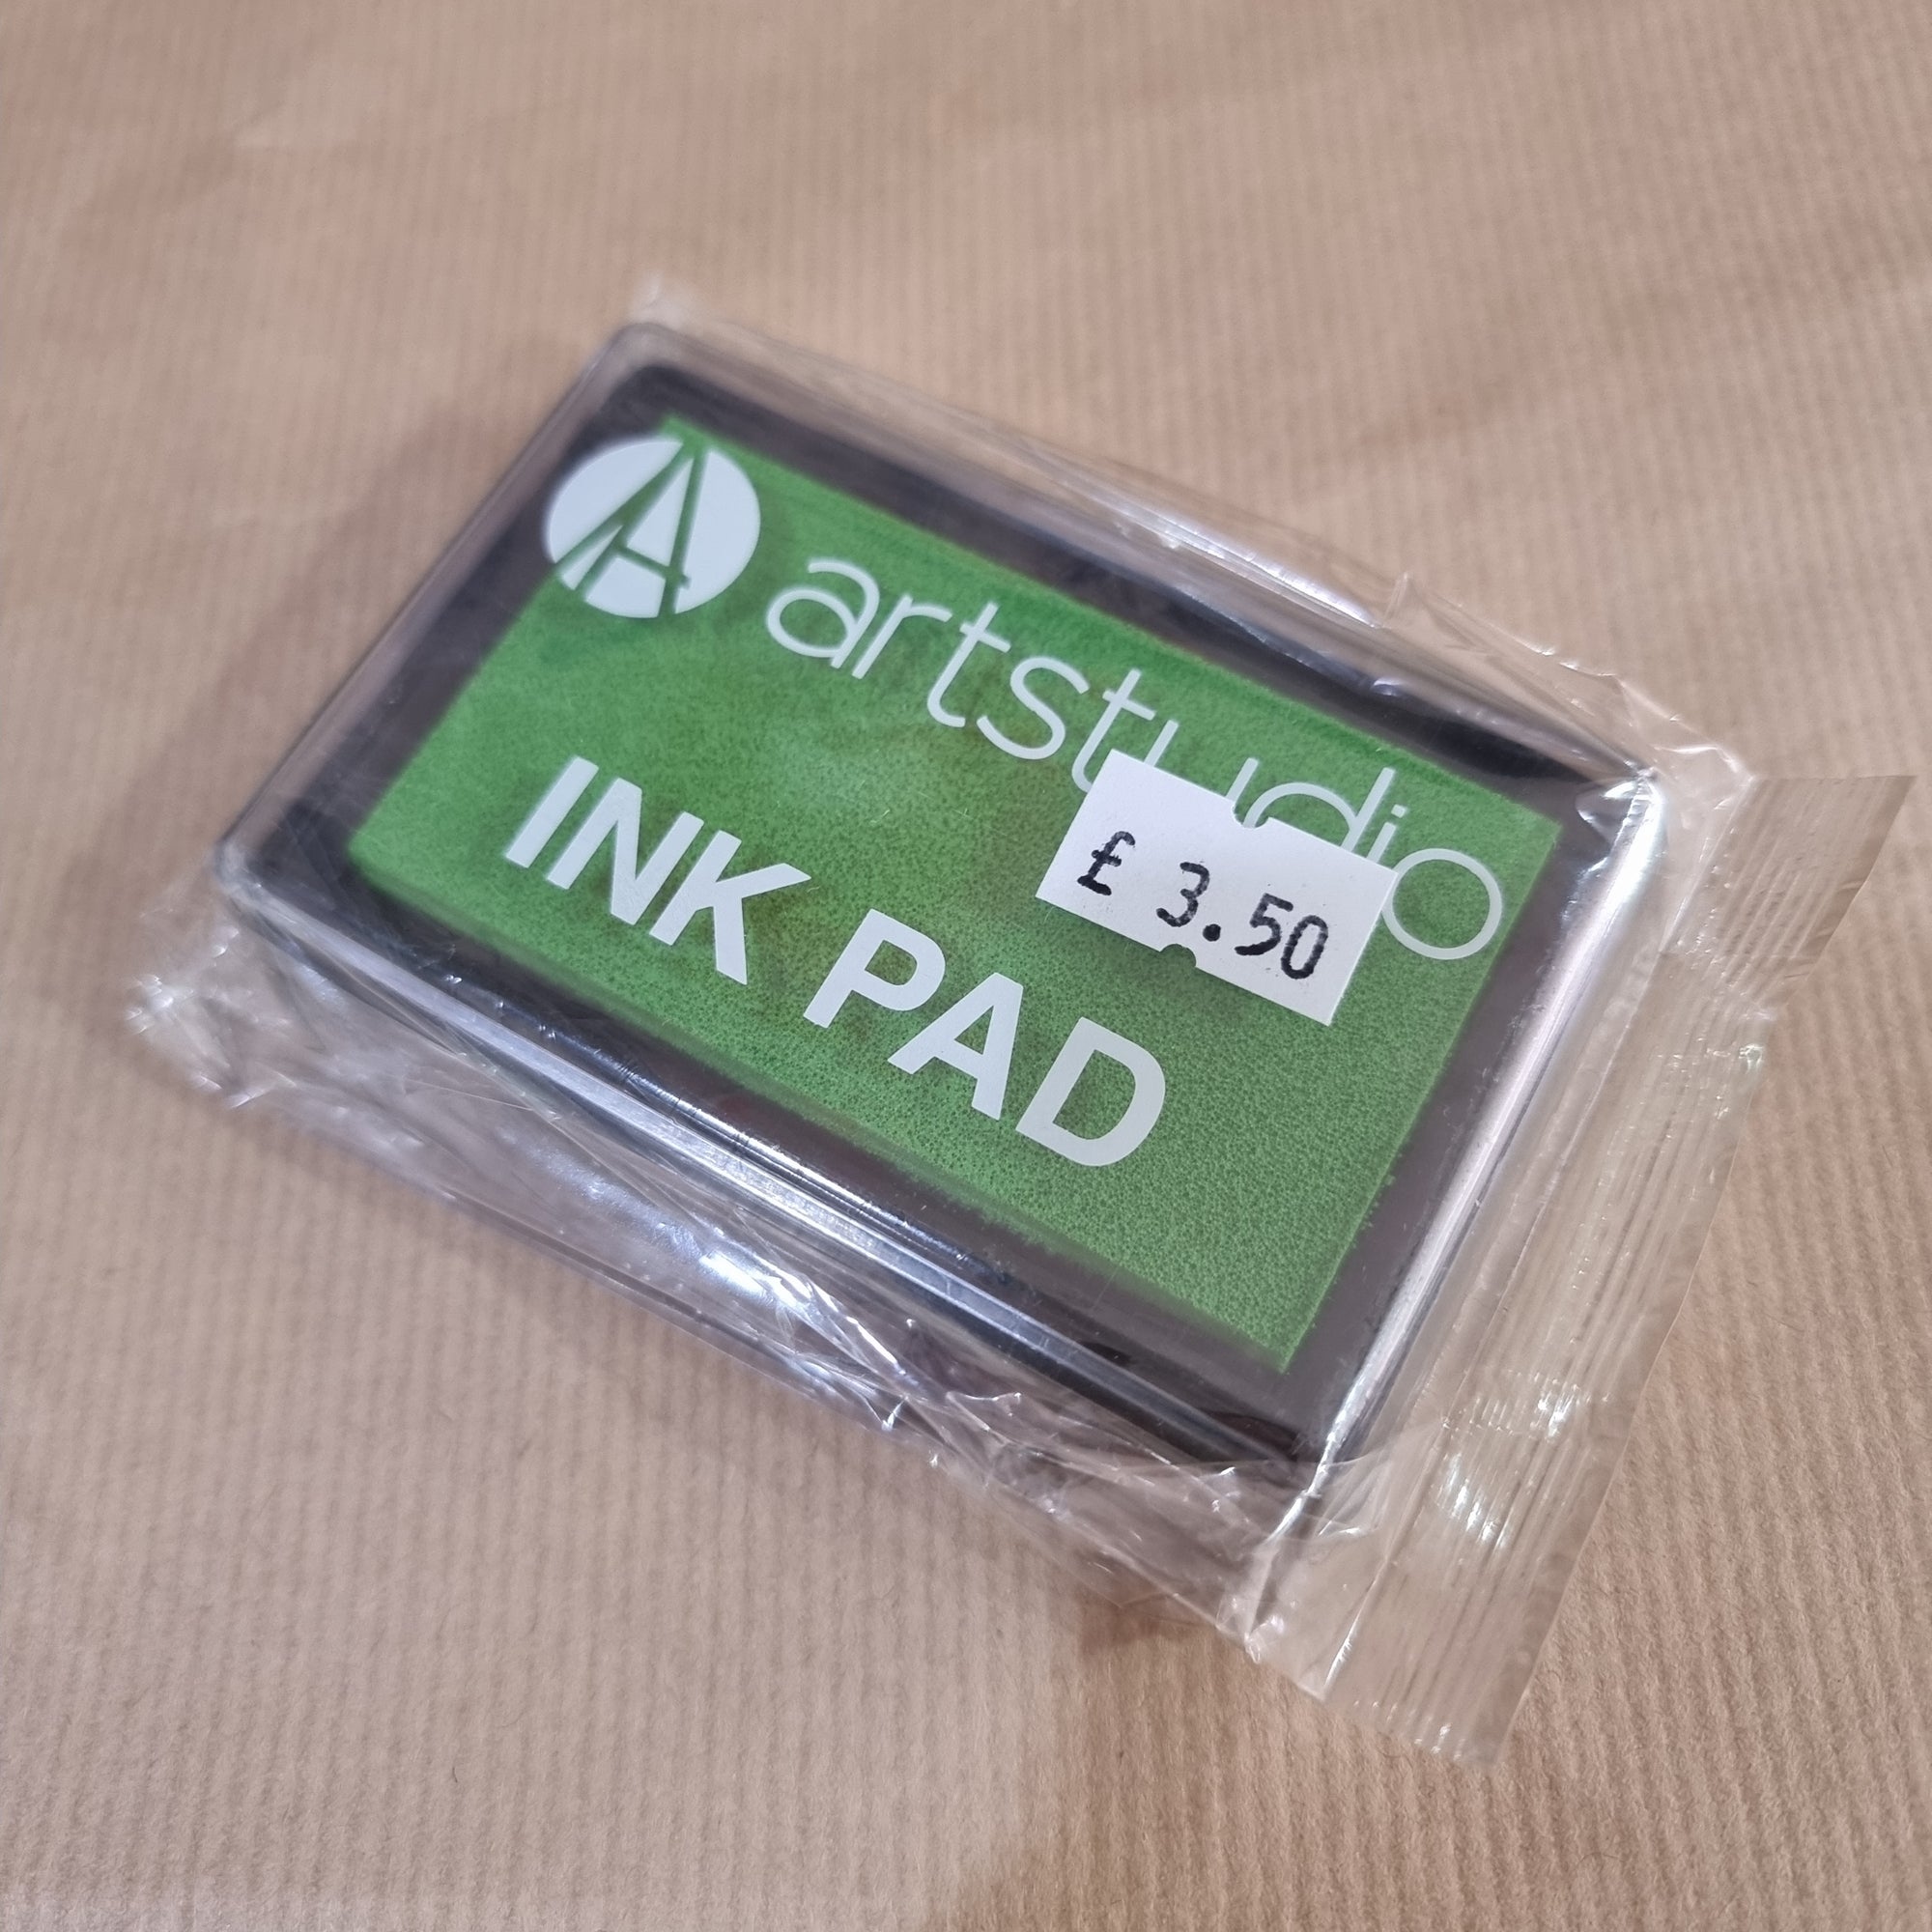 A artstudio
£ 3.50
INK PAD